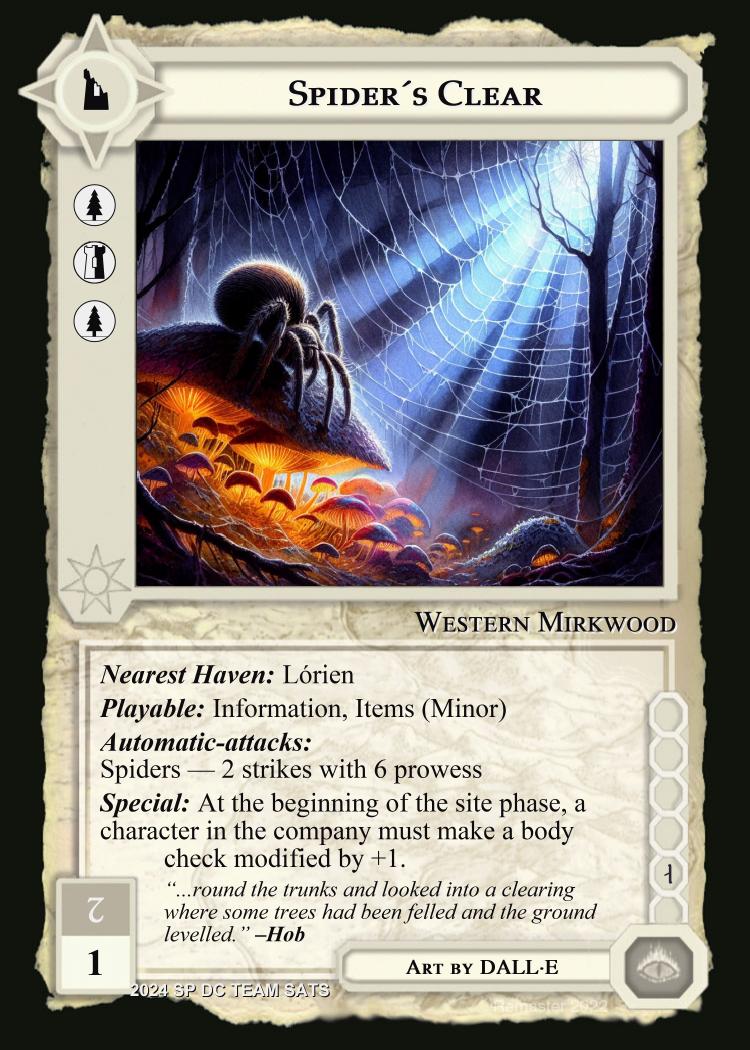 Spider´s Clear
Western Mirkwood
Nearest Haven: Lórien
Playable: Information, Items (Minor)
Automatic-attacks:
Spiders — 2 strikes with 6 prowess
Special: At the beginning of the site phase, a
character in the company must make a body
check modified by +1.
“...round the trunks and looked into a clearing
where some trees had been felled and the ground
levelled.” –Hob
1
Art by DALL·E
2024 SP DC TEAM SATS
Remaster 2022